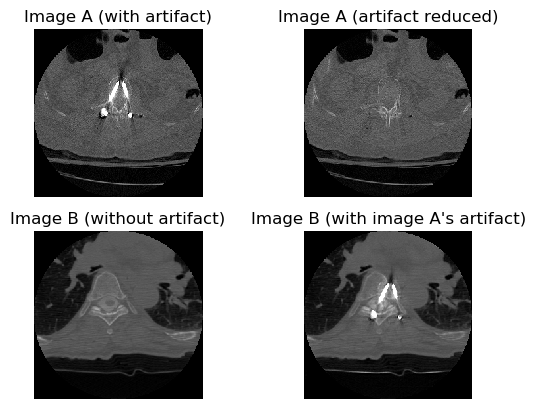 Image A (with artifact)
Image A (artifact reduced)
Image B (without artifact)
Image B (with image A's artifact)